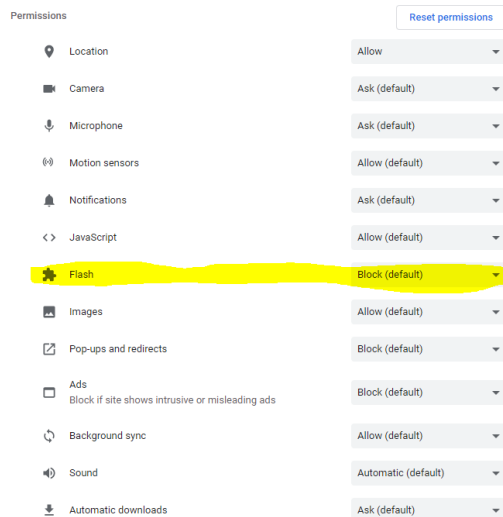 Permissions
Reset permissions
Location Allow
Camera Ask (default)
Microphone Ask (default)
Motion sensors Allow (default)
Notifications Ask (default)
JavaScript Allow (default)
Flash Block (default)
Images Allow (default)
Pop-ups and redirects Block (default)
Ads
Block if site shows intrusive or misleading ads Block (default)
Background sync Allow (default)
Sound Automatic (default)
Automatic downloads Ask (default)